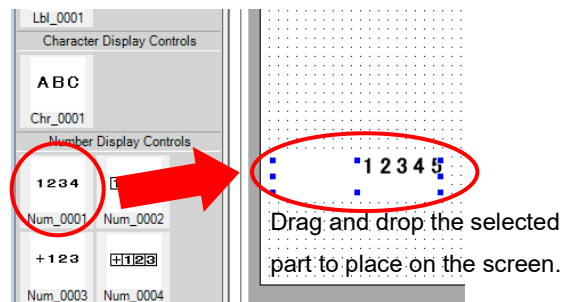 Lbl_0001
Character Display Controls
ABC
Chr_0001
Number Display Controls
1234
Num_0001 Num_0002
+123 +123
Num_0003 Num_0004
12345
Drag and drop the selected
part to place on the screen.